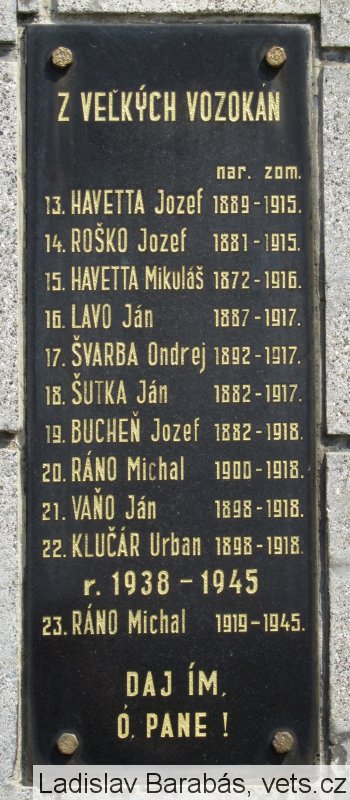 Z VEĽKÝCH VOZOKÁN
nar. zom.
13. HAVETTA Jozef 1889-1915.
14. ROŠKO Jozef 1881-1915.
15. HAVETTA Mikuláš 1872-1916.
16. LAVO Ján 1887-1917.
17. ŠVARBA Ondrej 1892-1917.
18. ŠUTKA Ján 1882-1917.
19. BUCHEŇ Jozef 1882-1918.
20. RÁNO Michal 1900-1918.
21. VAŇO Ján 1898-1918.
22. KLUČÁR Urban 1898-1918.
r. 1938 - 1945
23. RÁNO Michal 1919-1945.
DAJ ÍM,
Ó, PANE !
Ladislav Barabás, vets.cz